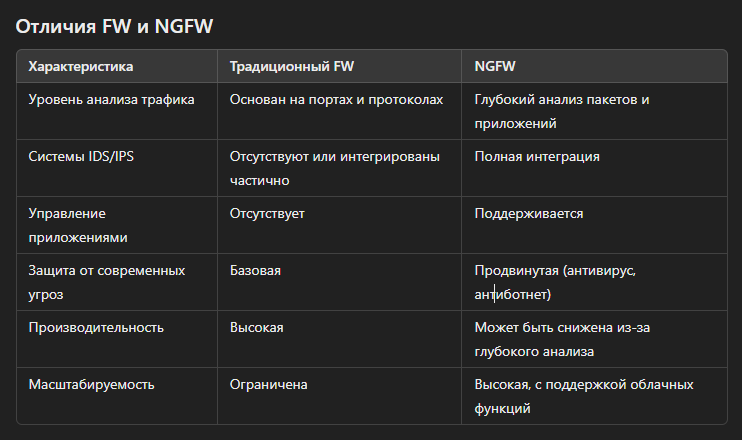 Отличия FW и NGFW
Характеристика Традиционный FW NGFW
Уровень анализа трафика Основан на портах и протоколах Глубокий анализ пакетов и
приложений
Системы IDS/IPS Отсутствуют или интегрированы Полная интеграция
частично
Управление Отсутствует Поддерживается
приложениями
Защита от современных Базовая Продвинутая (антивирус,
угроз антиботнет)
Производительность Высокая Может быть снижена из-за
глубокого анализа
Масштабируемость Ограничена Высокая, с поддержкой облачных
функций